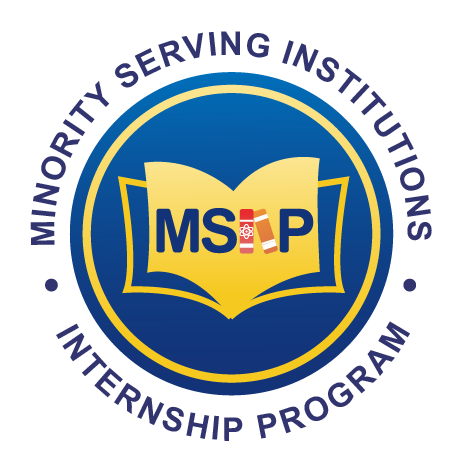 MINORITY SERVING INSTITUTIONS
MSIIP
INTERNSHIP PROGRAM